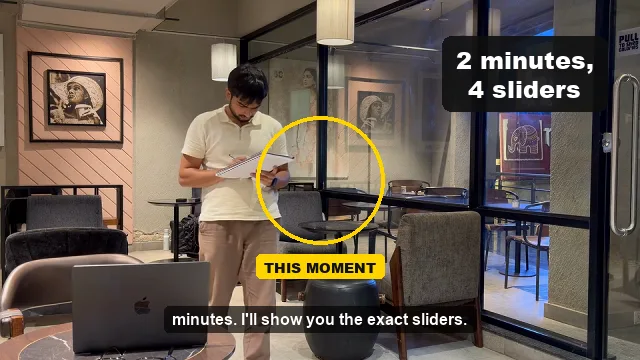 2 minutes,
4 sliders
PULL
THIS MOMENT
minutes. I'll show you the exact sliders.